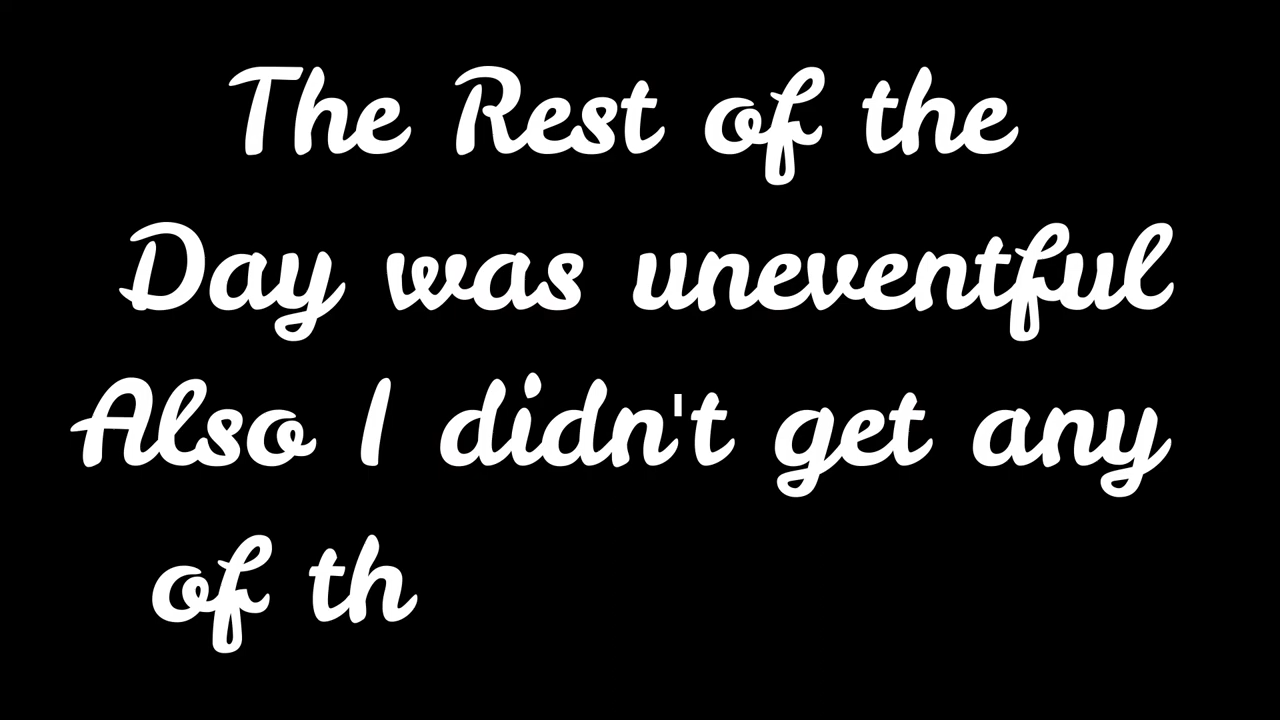 The Rest of the
Day was uneventful
Also I didn't get any
of th